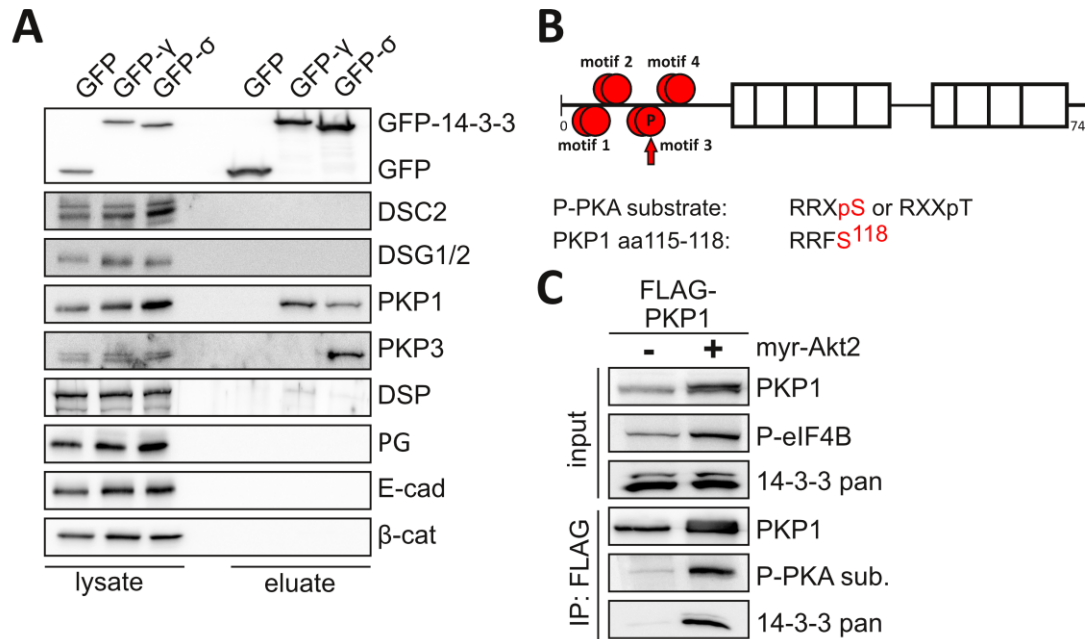 A
GFP GFP-γ GFP-σ GFP GFP-γ GFP-σ
GFP-14-3-3
GFP
DSC2
DSG1/2
PKP1
PKP3
DSP
PG
E-cad
β-cat
lysate eluate
B
motif 2 motif 4
P
0 74
motif 1 motif 3
P-PKA substrate: RRXpS or RXXpT
PKP1 aa115-118: RRFS118
C
FLAG-
PKP1
- + myr-Akt2
input
PKP1
P-eIF4B
14-3-3 pan
IP: FLAG
PKP1
P-PKA sub.
14-3-3 pan